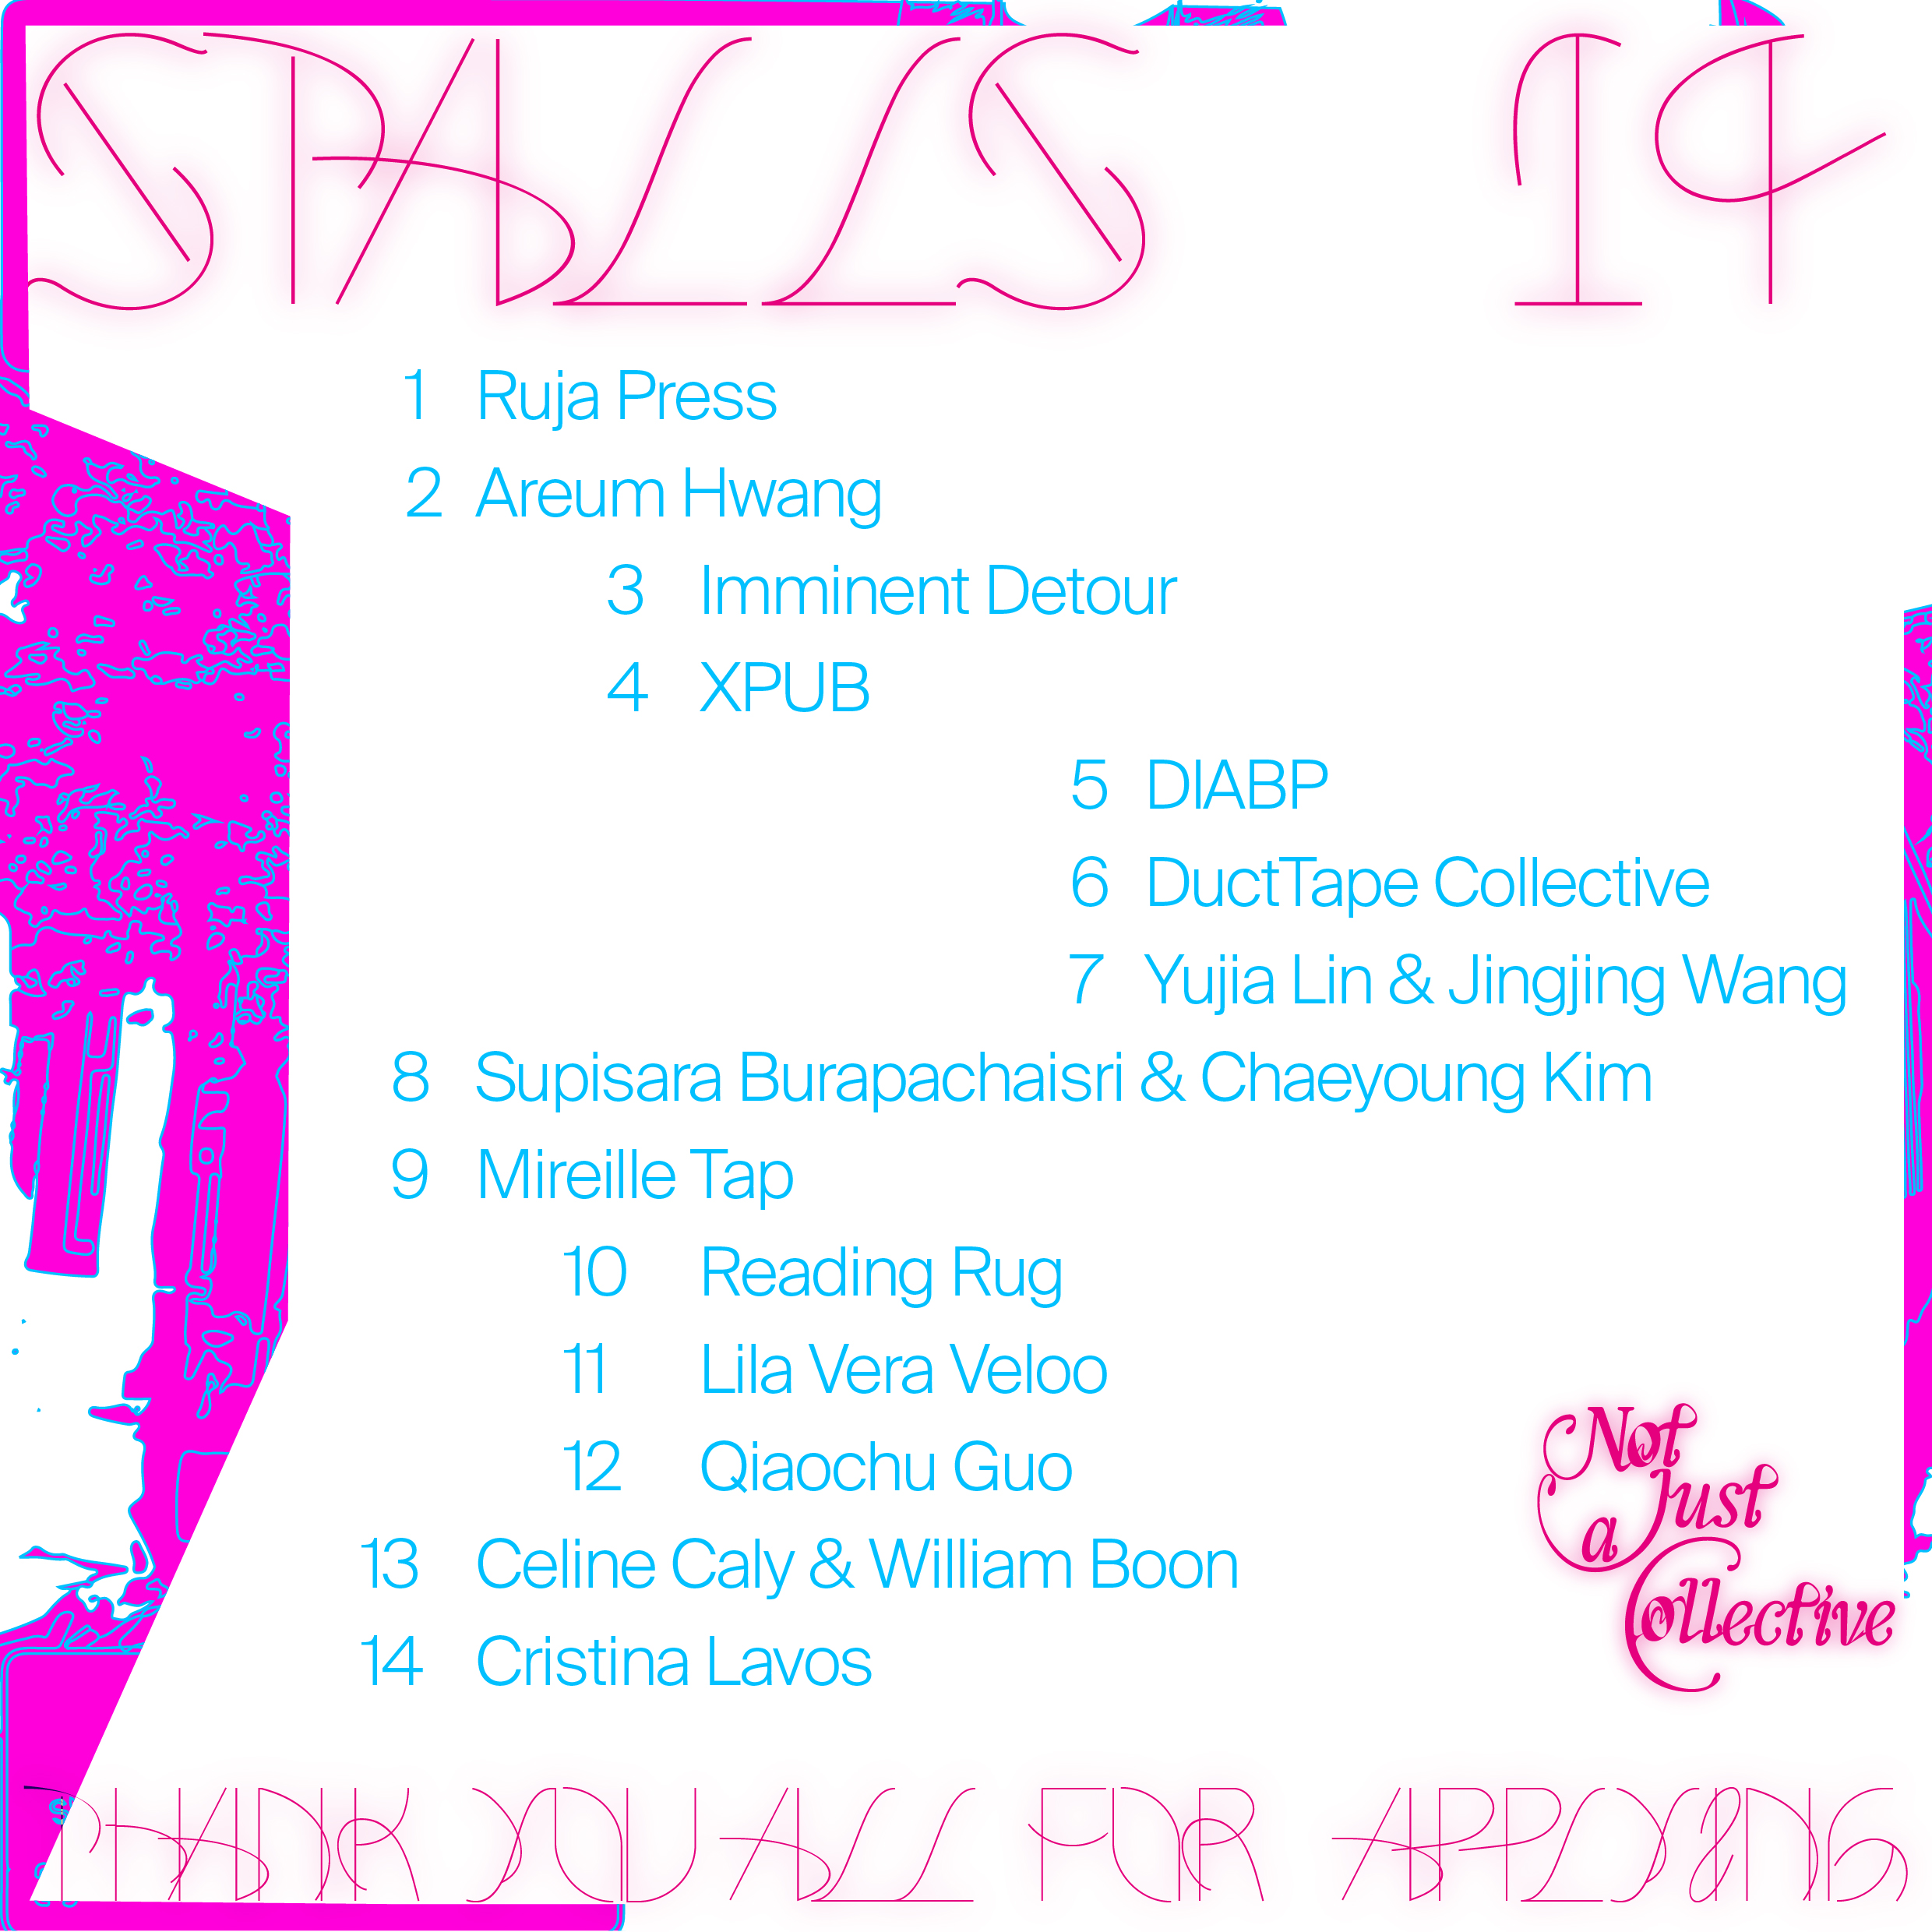 STALLS 14
1 Ruja Press
2 Areum Hwang
3 Imminent Detour
4 XPUB
5 DIABP
6 DuctTape Collective
7 Yujia Lin & Jingjing Wang
8 Supisara Burapachaisri & Chaeyoung Kim
9 Mireille Tap
10 Reading Rug
11 Lila Vera Veloo
12 Qiaochu Guo
13 Celine Caly & William Boon
14 Cristina Lavos
Not
Just
a
Collective
THANK YOU ALL FOR APPLYING